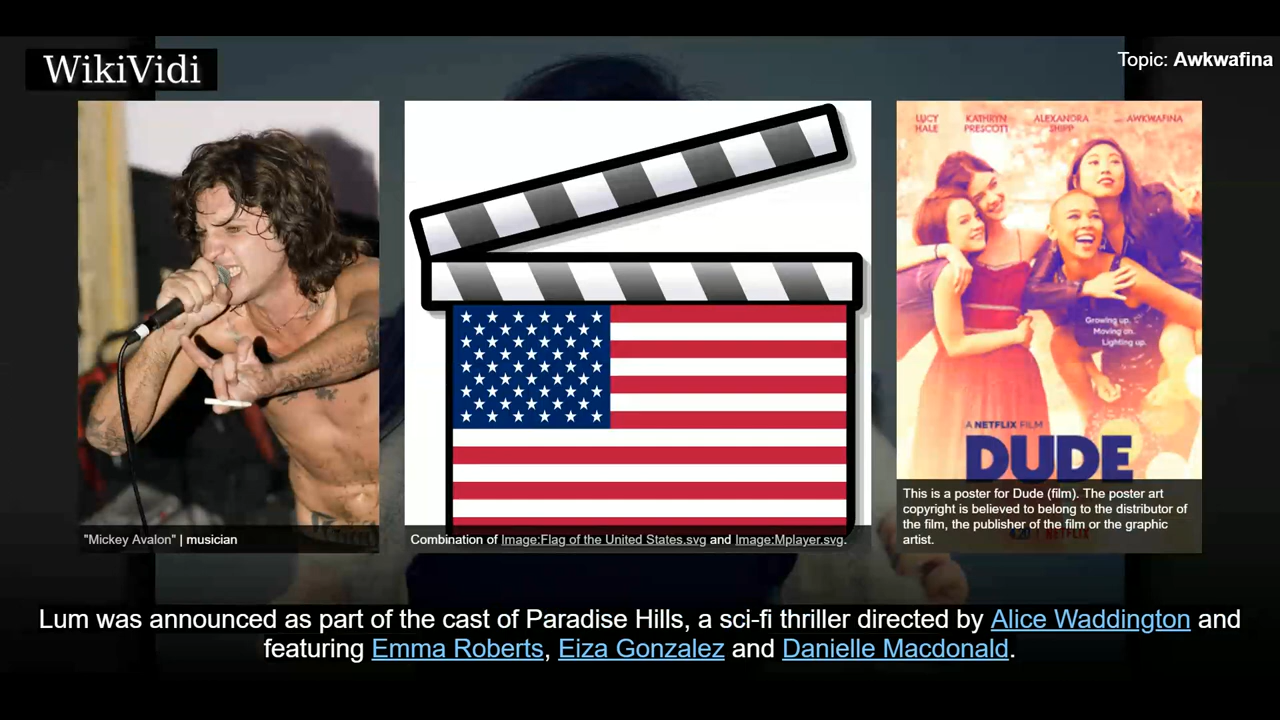 WikiVidi
Topic: Awkwafina
LUCY HALE
KATHRYN PRESCOTT
ALEXANDRA SHIPP
AWKWAFINA
Growing up.
Moving on.
Lighting up.
A NETFLIX FILM
DUDE
"Mickey Avalon" | musician
Combination of Image:Flag of the United States.svg and Image:Mplayer.svg.
This is a poster for Dude (film). The poster art
copyright is believed to belong to the distributor of
the film, the publisher of the film or the graphic
artist.
Lum was announced as part of the cast of Paradise Hills, a sci-fi thriller directed by Alice Waddington and
featuring Emma Roberts, Eiza Gonzalez and Danielle Macdonald.